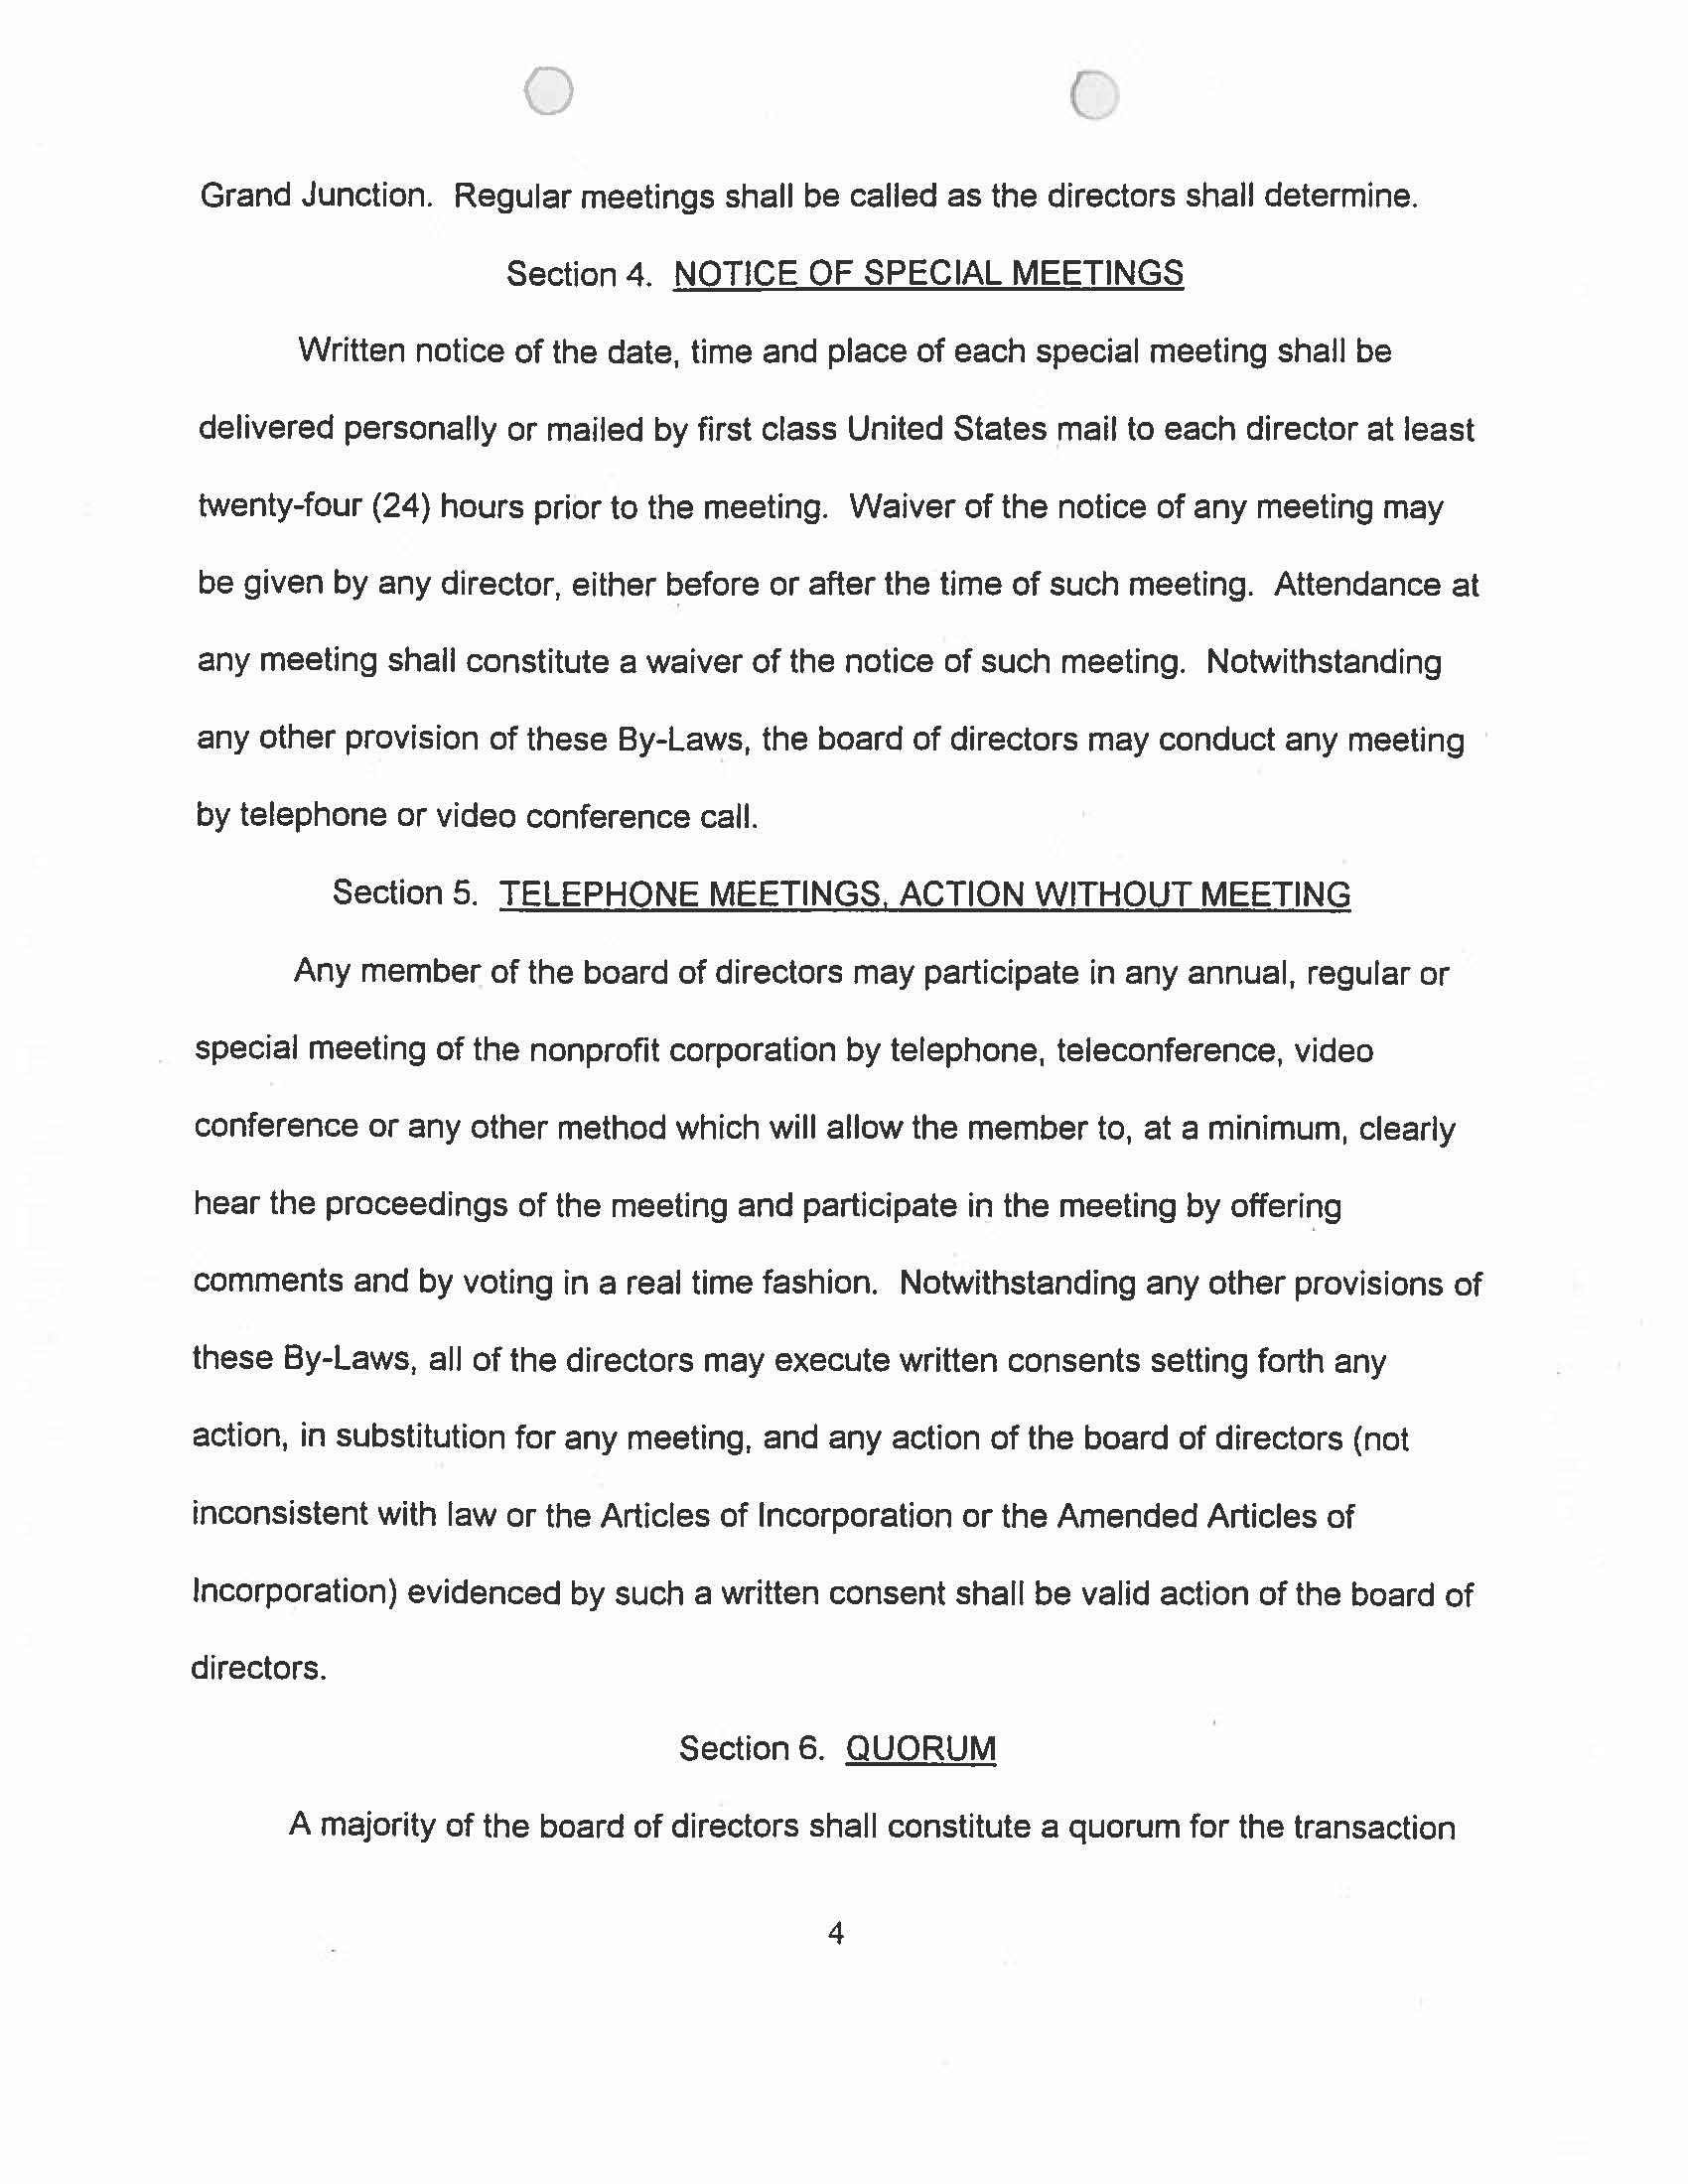 Grand Junction. Regular meetings shall be called as the directors shall determine.
Section 4. NOTICE OF SPECIAL MEETINGS
Written notice of the date, time and place of each special meeting shall be
delivered personally or mailed by first class United States mail to each director at least
twenty-four (24) hours prior to the meeting. Waiver of the notice of any meeting may
be given by any director, either before or after the time of such meeting. Attendance at
any meeting shall constitute a waiver of the notice of such meeting. Notwithstanding
any other provision of these By-Laws, the board of directors may conduct any meeting
by telephone or video conference call.
Section 5. TELEPHONE MEETINGS, ACTION WITHOUT MEETING
Any member of the board of directors may participate in any annual, regular or
special meeting of the nonprofit corporation by telephone, teleconference, video
conference or any other method which will allow the member to, at a minimum, clearly
hear the proceedings of the meeting and participate in the meeting by offering
comments and by voting in a real time fashion. Notwithstanding any other provisions of
these By-Laws, all of the directors may execute written consents setting forth any
action, in substitution for any meeting, and any action of the board of directors (not
inconsistent with law or the Articles of Incorporation or the Amended Articles of
Incorporation) evidenced by such a written consent shall be valid action of the board of
directors.
Section 6. QUORUM
A majority of the board of directors shall constitute a quorum for the transaction
4